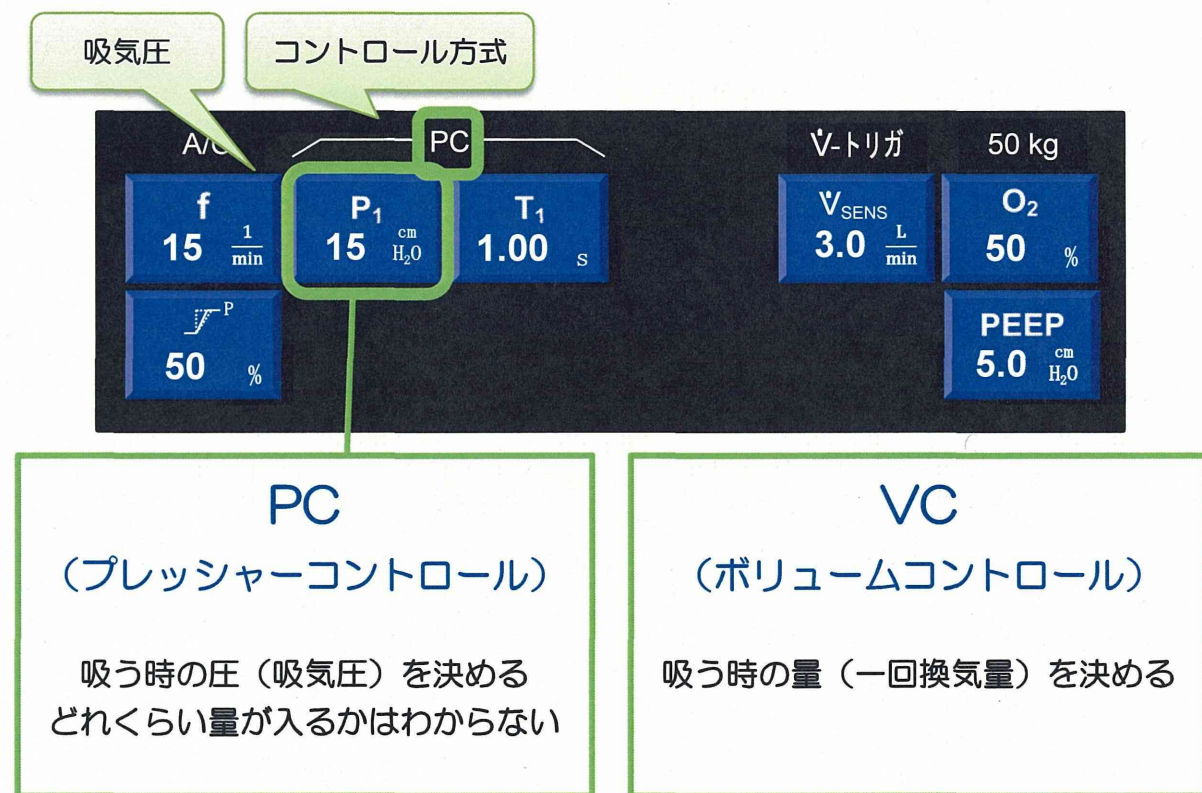 吸気圧
コントロール方式
A/C
PC
V̇-トリガ
50 kg
f
15 1/min
P₁
15 cm H₂O
T₁
1.00 s
V̇SENS
3.0 L/min
O₂
50 %
P
50 %
PEEP
5.0 cm H₂O
PC
（プレッシャーコントロール）
吸う時の圧（吸気圧）を決める
どれくらい量が入るかはわからない
VC
（ボリュームコントロール）
吸う時の量（一回換気量）を決める